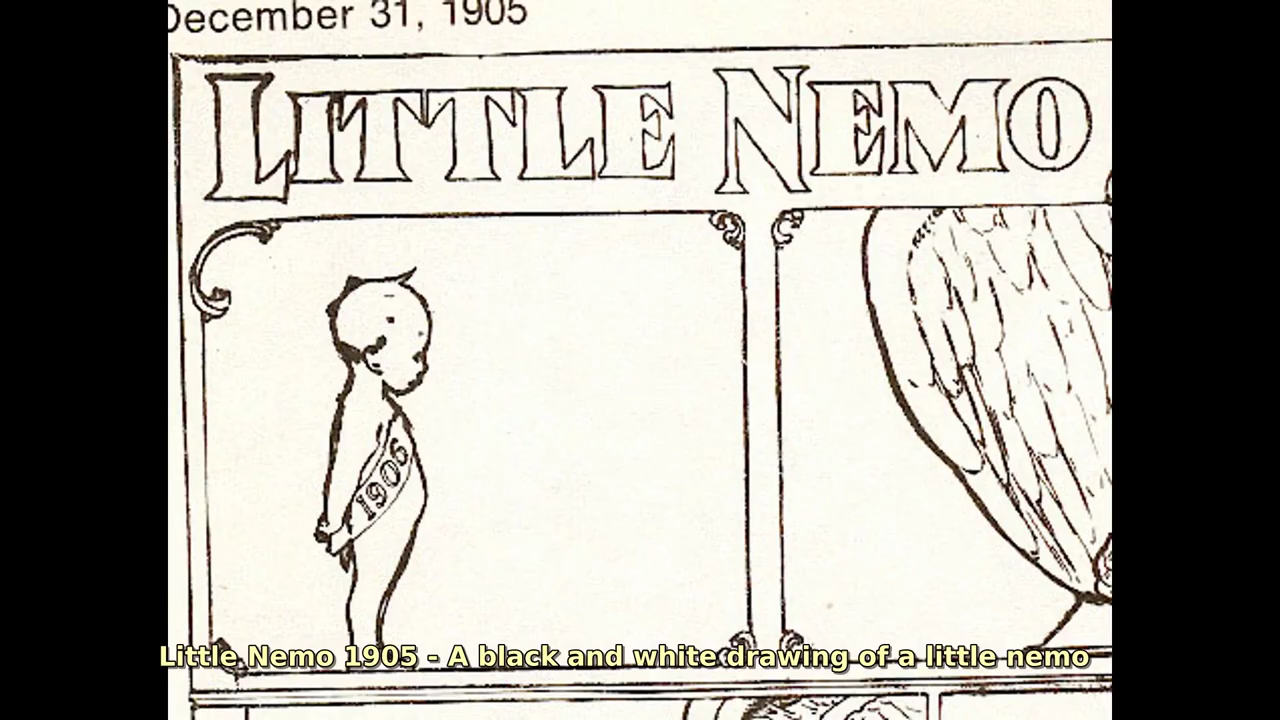 December 31, 1905
LITTLE NEMO
1906
Little Nemo 1905 - A black and white drawing of a little nemo